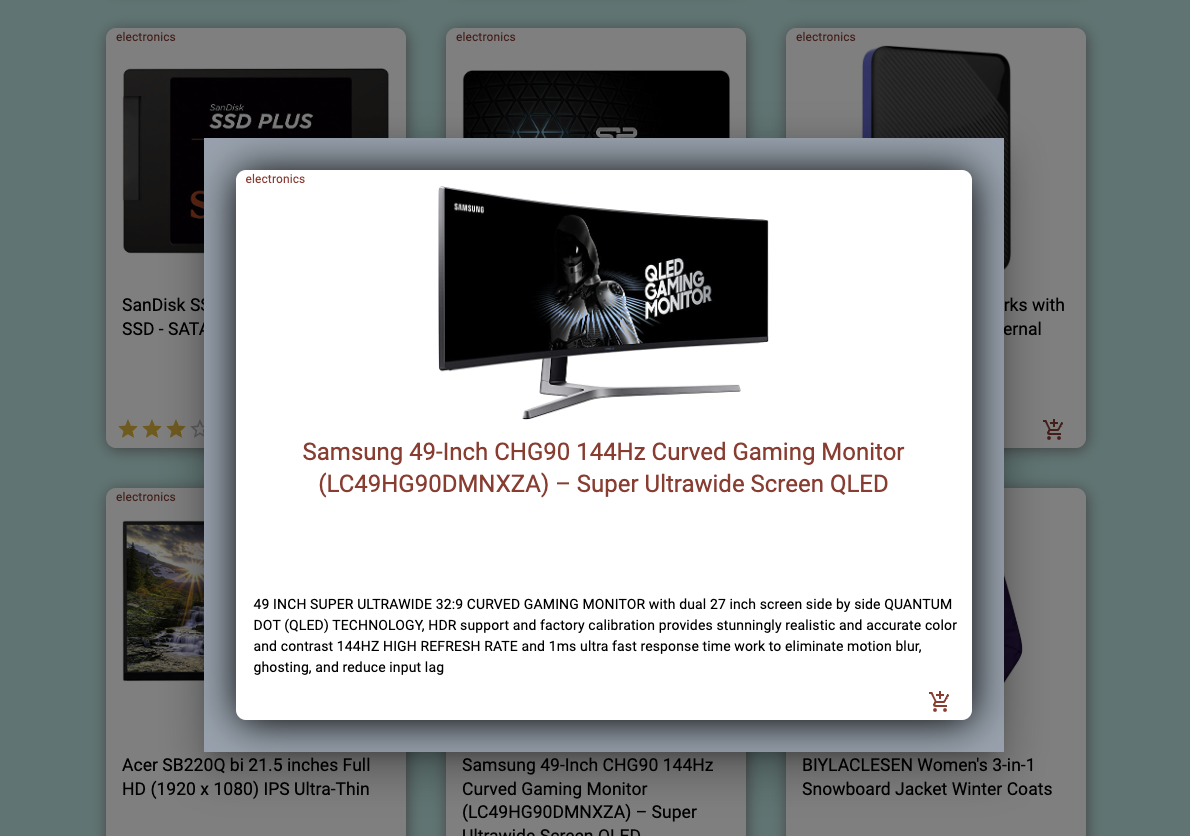 electronics
electronics
electronics
SanDisk
SSD PLUS
SanDisk
SSD - SATA
rks with
ernal
electronics
SAMSUNG
QLED
GAMING
MONITOR
Samsung 49-Inch CHG90 144Hz Curved Gaming Monitor
(LC49HG90DMNXZA) – Super Ultrawide Screen QLED
49 INCH SUPER ULTRAWIDE 32:9 CURVED GAMING MONITOR with dual 27 inch screen side by side QUANTUM
DOT (QLED) TECHNOLOGY, HDR support and factory calibration provides stunningly realistic and accurate color
and contrast 144HZ HIGH REFRESH RATE and 1ms ultra fast response time work to eliminate motion blur,
ghosting, and reduce input lag
electronics
Acer SB220Q bi 21.5 inches Full
HD (1920 x 1080) IPS Ultra-Thin
Samsung 49-Inch CHG90 144Hz
Curved Gaming Monitor
(LC49HG90DMNXZA) – Super
Ultrawide Screen QLED
BIYLACLESEN Women's 3-in-1
Snowboard Jacket Winter Coats